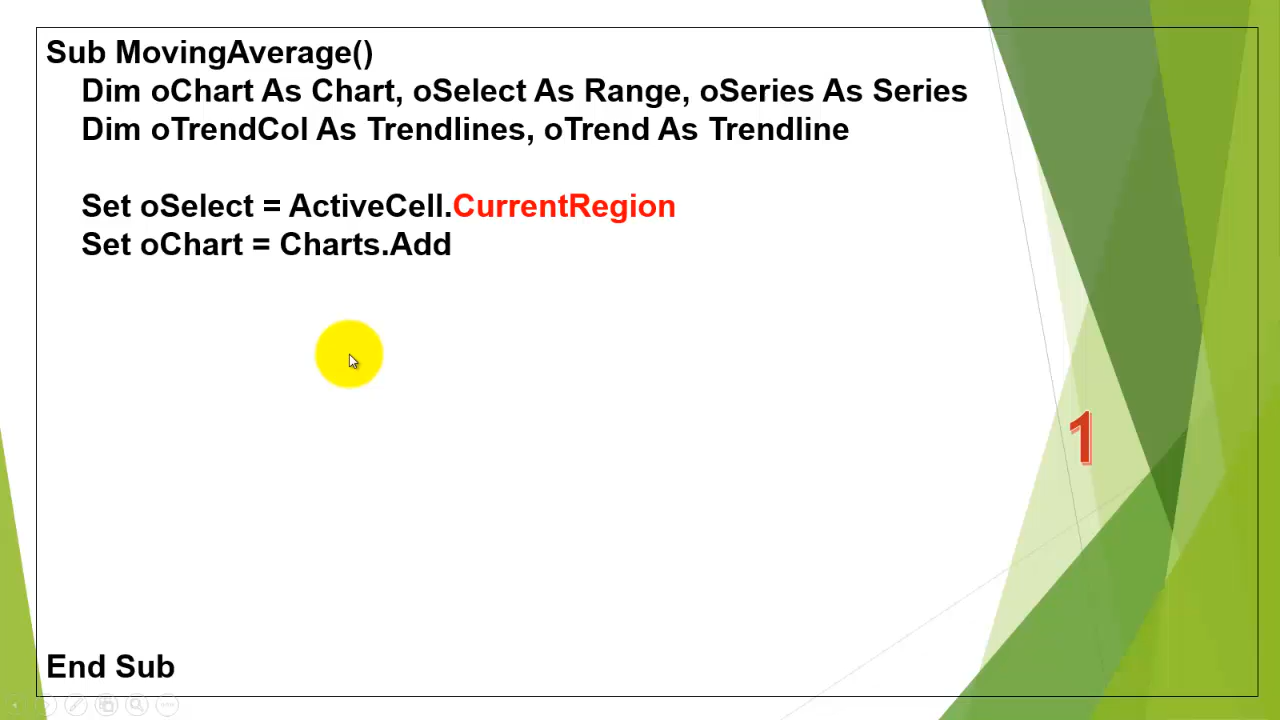 Sub MovingAverage()
Dim oChart As Chart, oSelect As Range, oSeries As Series
Dim oTrendCol As Trendlines, oTrend As Trendline
Set oSelect = ActiveCell.CurrentRegion
Set oChart = Charts.Add
1
End Sub